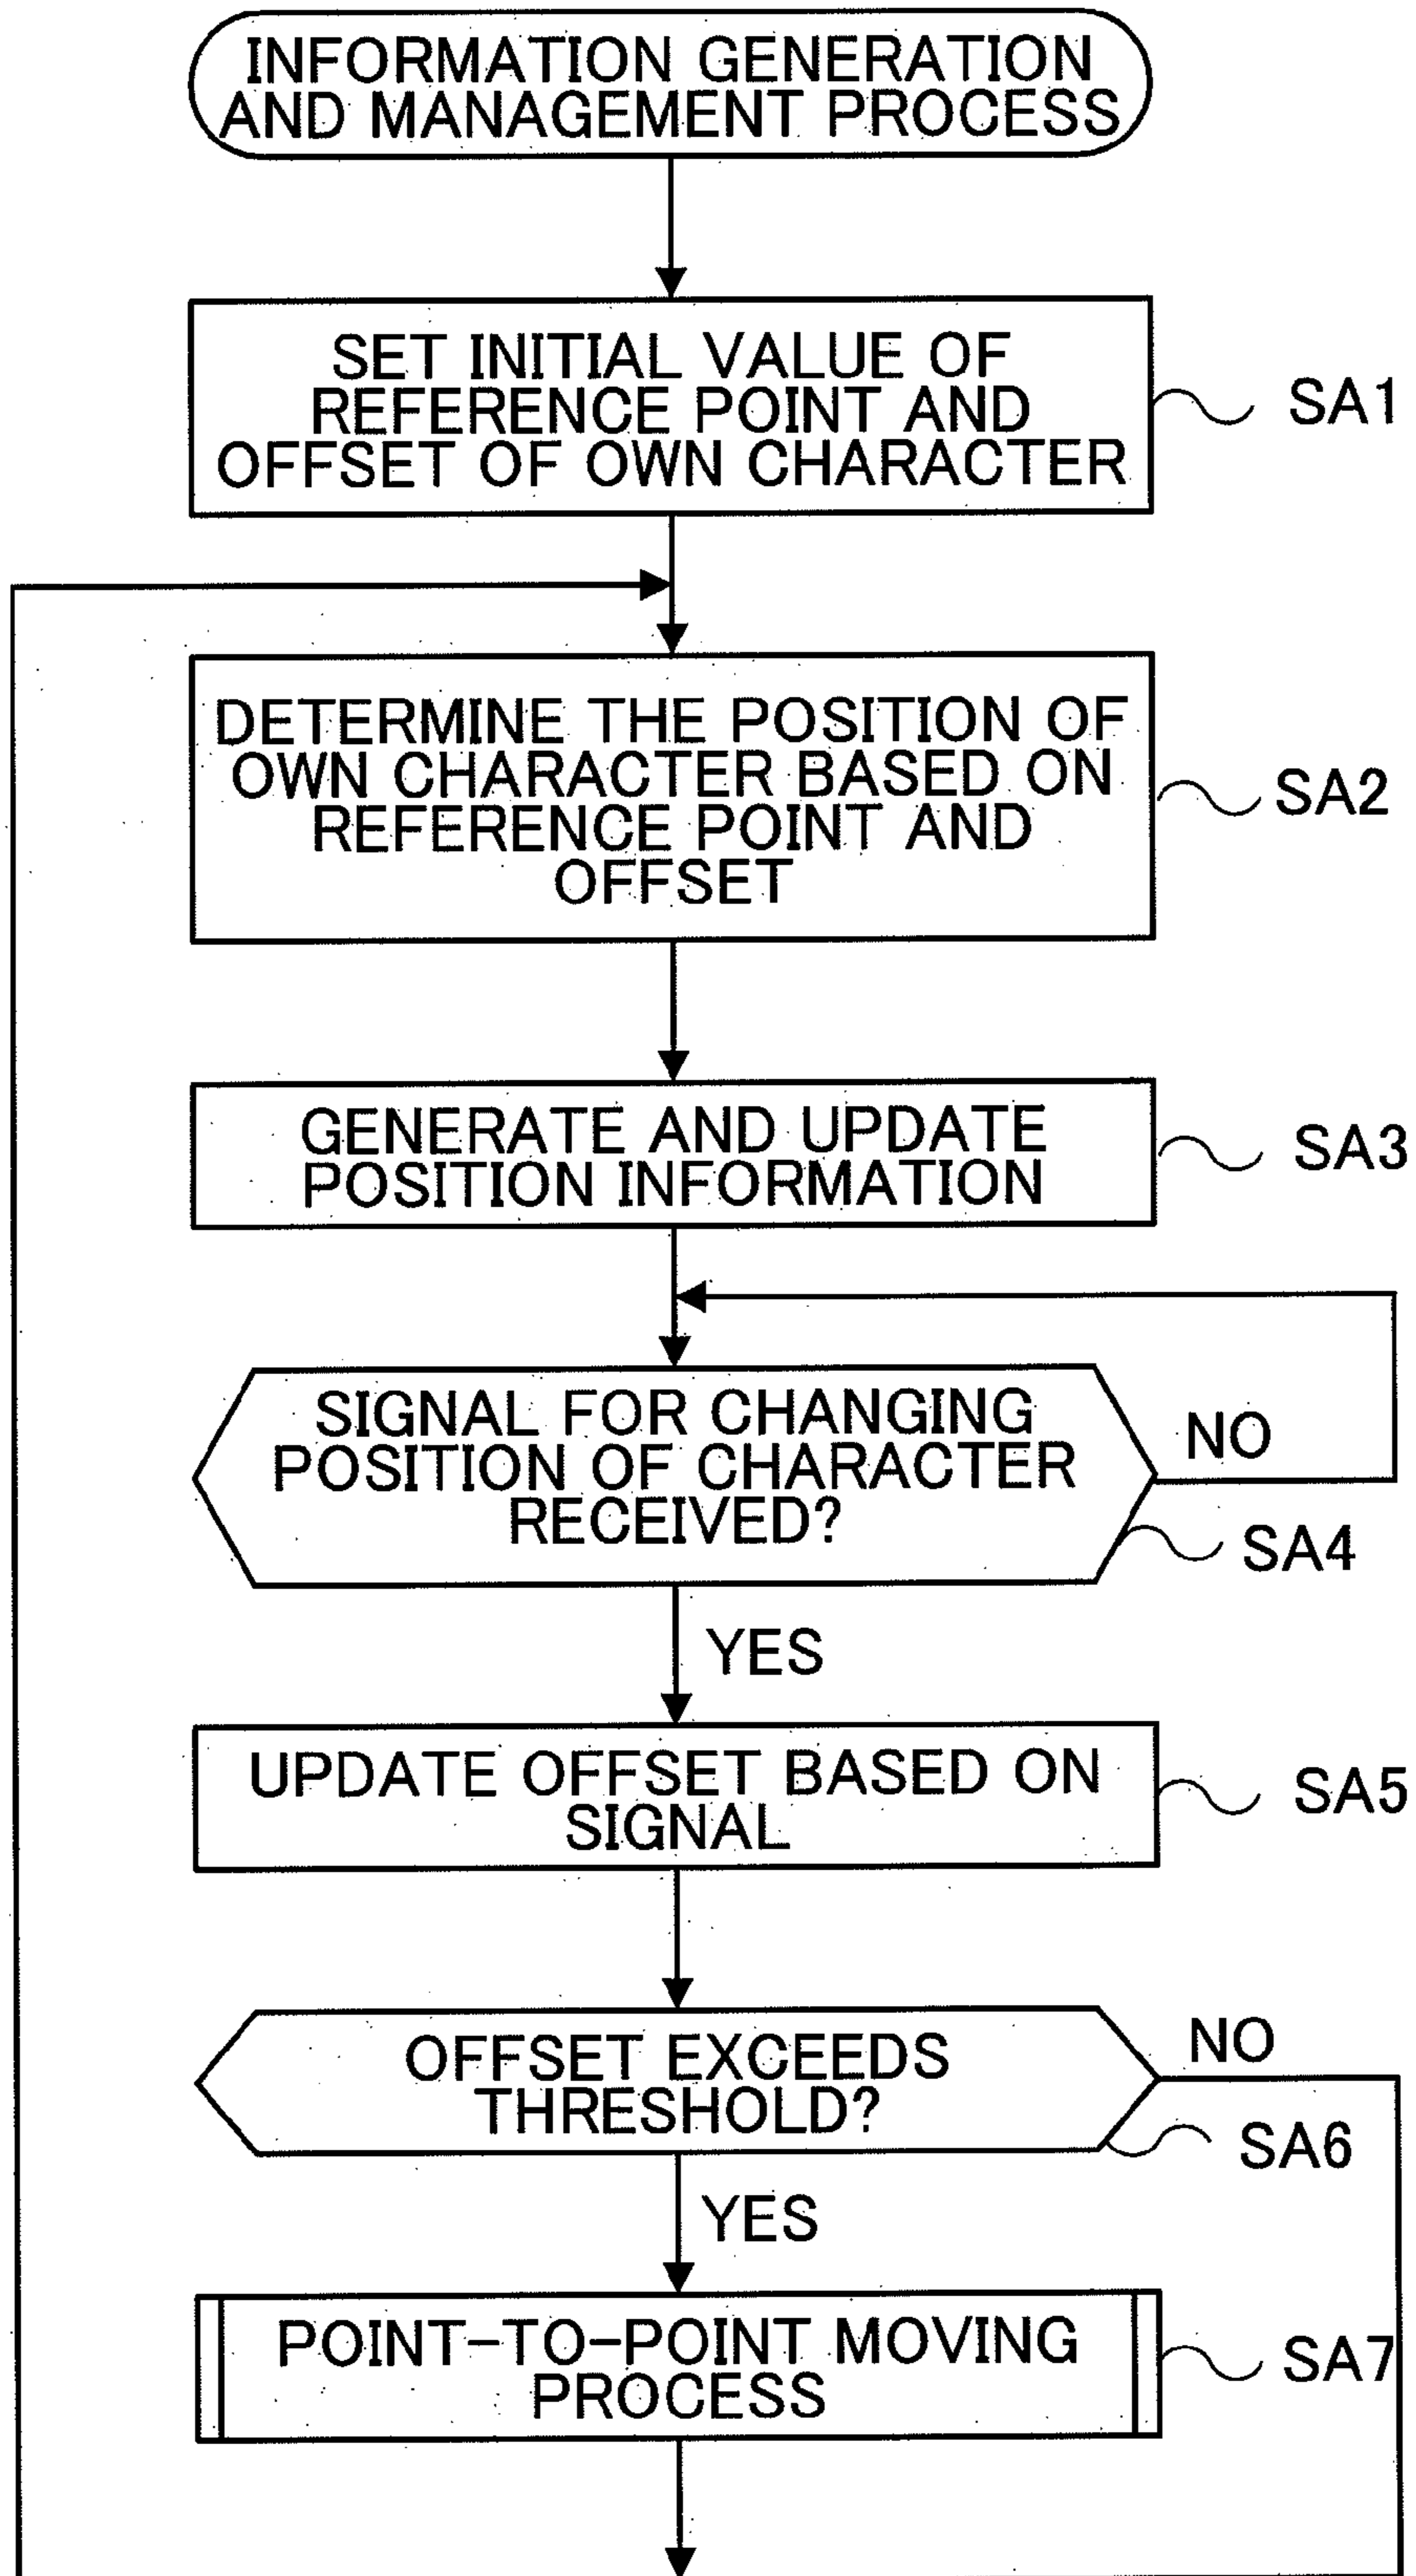 INFORMATION GENERATION
AND MANAGEMENT PROCESS
SET INITIAL VALUE OF
REFERENCE POINT AND
OFFSET OF OWN CHARACTER
SA1
DETERMINE THE POSITION OF
OWN CHARACTER BASED ON
REFERENCE POINT AND
OFFSET
SA2
GENERATE AND UPDATE
POSITION INFORMATION
SA3
SIGNAL FOR CHANGING
POSITION OF CHARACTER
RECEIVED?
NO
SA4
YES
UPDATE OFFSET BASED ON
SIGNAL
SA5
OFFSET EXCEEDS
THRESHOLD?
NO
SA6
YES
POINT-TO-POINT MOVING
PROCESS
SA7